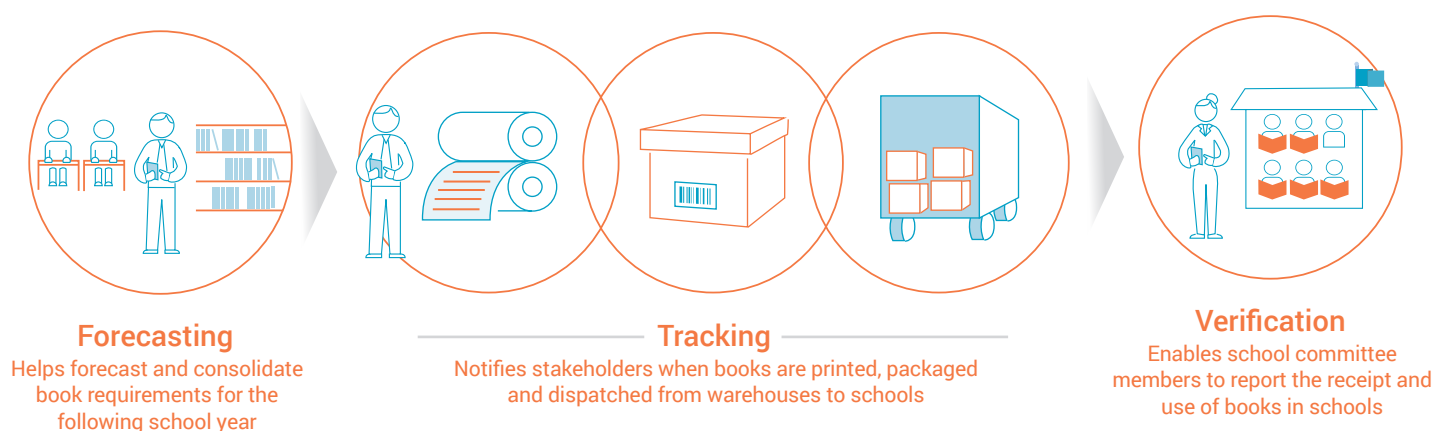 Forecasting
Helps forecast and consolidate
book requirements for the
following school year
Tracking
Notifies stakeholders when books are printed, packaged
and dispatched from warehouses to schools
Verification
Enables school committee
members to report the receipt and
use of books in schools